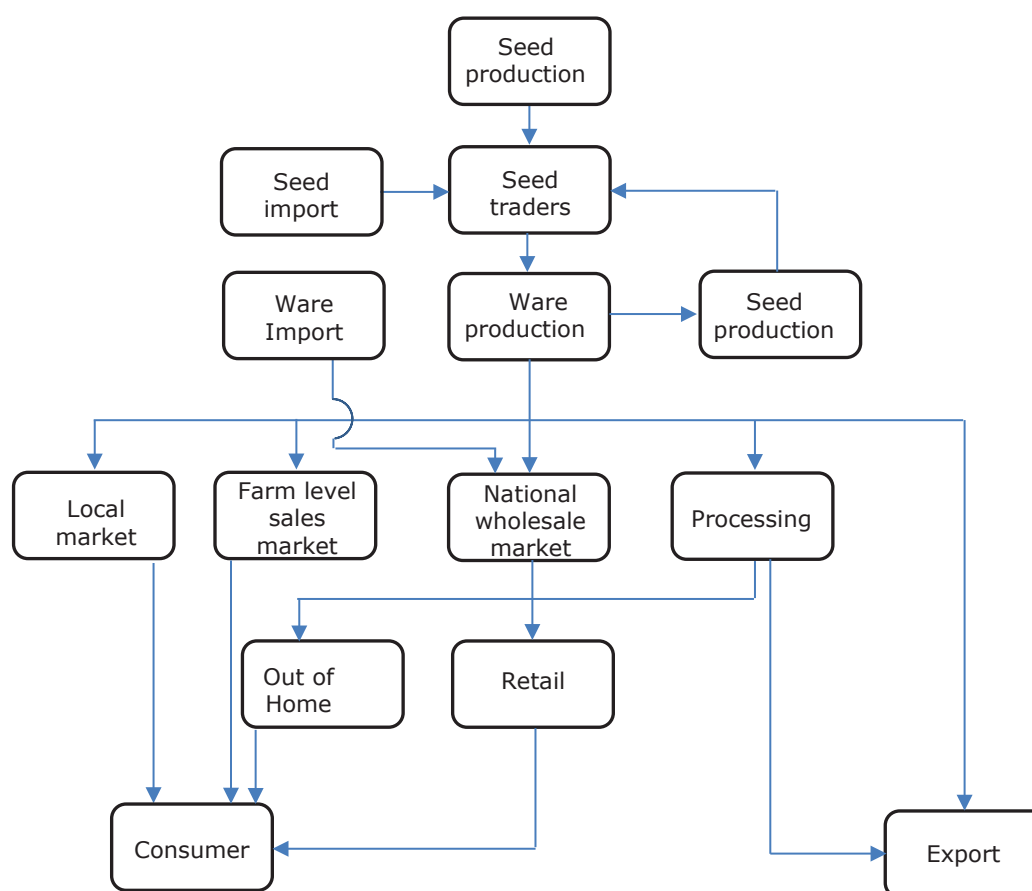 Seed
production
Seed
import
Seed
traders
Ware
Import
Ware
production
Seed
production
Local
market
Farm level
sales
market
National
wholesale
market
Processing
Out of
Home
Retail
Consumer
Export